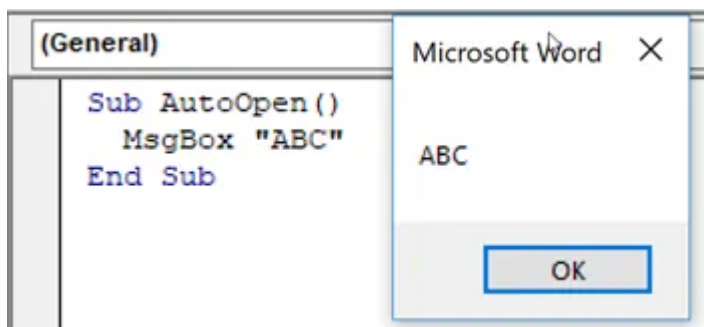 (General)
Sub AutoOpen()
MsgBox "ABC"
End Sub
Microsoft Word
ABC
OK